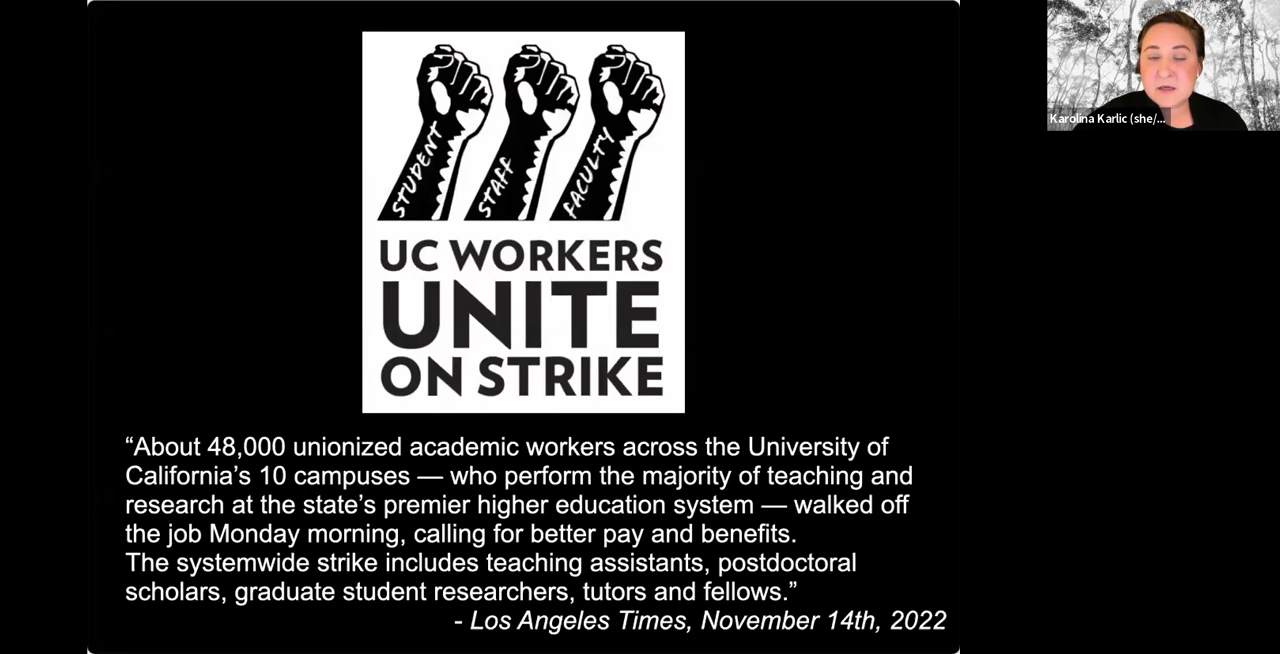 STUDENT
STAFF
FACULTY
UC WORKERS
UNITE
ON STRIKE
“About 48,000 unionized academic workers across the University of
California’s 10 campuses — who perform the majority of teaching and
research at the state’s premier higher education system — walked off
the job Monday morning, calling for better pay and benefits.
The systemwide strike includes teaching assistants, postdoctoral
scholars, graduate student researchers, tutors and fellows.”
- Los Angeles Times, November 14th, 2022
Karolina Karlic (she/...